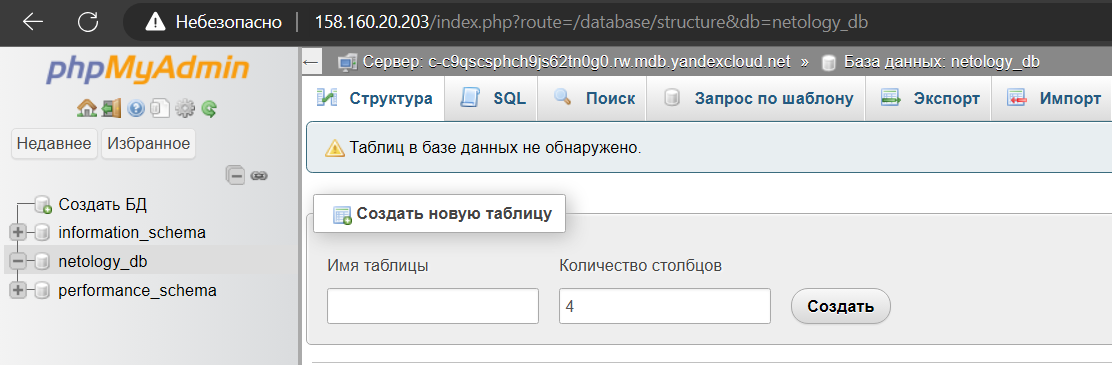 Небезопасно 158.160.20.203/index.php?route=/database/structure&db=netology_db
phpMyAdmin
Недавнее Избранное
Создать БД
information_schema
netology_db
performance_schema
Сервер: c-c9qscsphch9js62tn0g0.rw.mdb.yandexcloud.net » База данных: netology_db
Структура SQL Поиск Запрос по шаблону Экспорт Импорт
Таблиц в базе данных не обнаружено.
Создать новую таблицу
Имя таблицы Количество столбцов
4 Создать